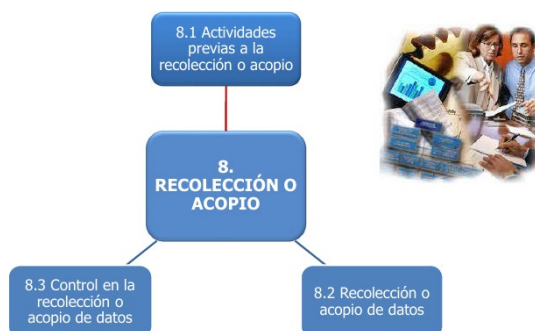 8.1 Actividades
previas a la
recolección o acopio
8.
RECOLECCIÓN O
ACOPIO
8.3 Control en la
recolección o
acopio de datos
8.2 Recolección o
acopio de datos